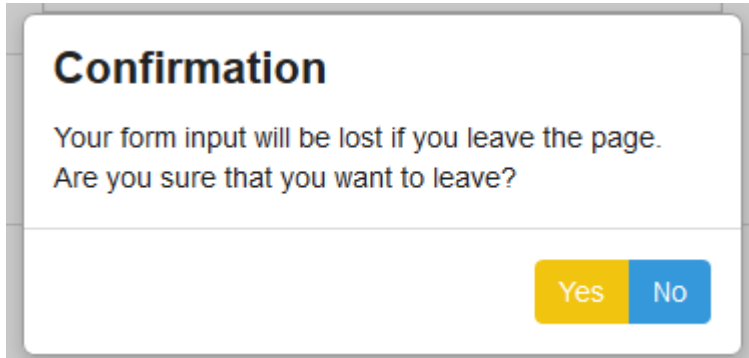 Confirmation
Your form input will be lost if you leave the page.
Are you sure that you want to leave?
Yes No